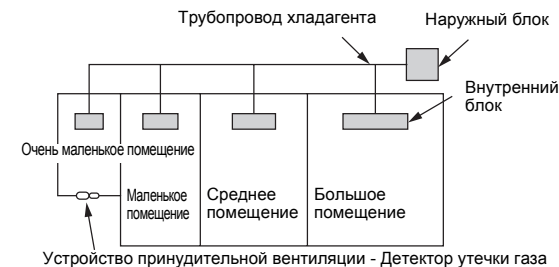 Трубопровод хладагента
Наружный блок
Внутренний
блок
Очень маленькое помещение
Маленькое
помещение
Среднее
помещение
Большое
помещение
Устройство принудительной вентиляции - Детектор утечки газа